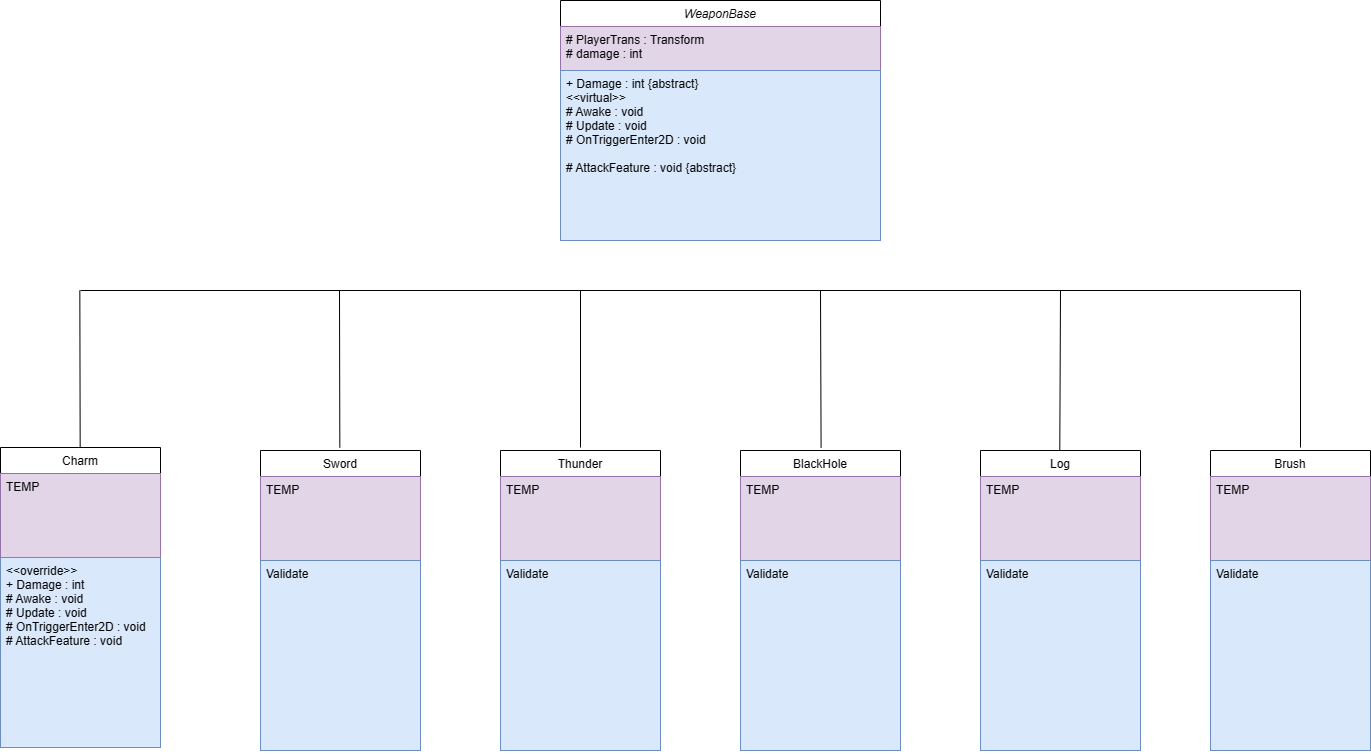 WeaponBase
# PlayerTrans : Transform
# damage : int
+ Damage : int {abstract}
<<virtual>>
# Awake : void
# Update : void
# OnTriggerEnter2D : void
# AttackFeature : void {abstract}
Charm
TEMP
<<override>>
+ Damage : int
# Awake : void
# Update : void
# OnTriggerEnter2D : void
# AttackFeature : void
Sword
TEMP
Validate
Thunder
TEMP
Validate
BlackHole
TEMP
Validate
Log
TEMP
Validate
Brush
TEMP
Validate